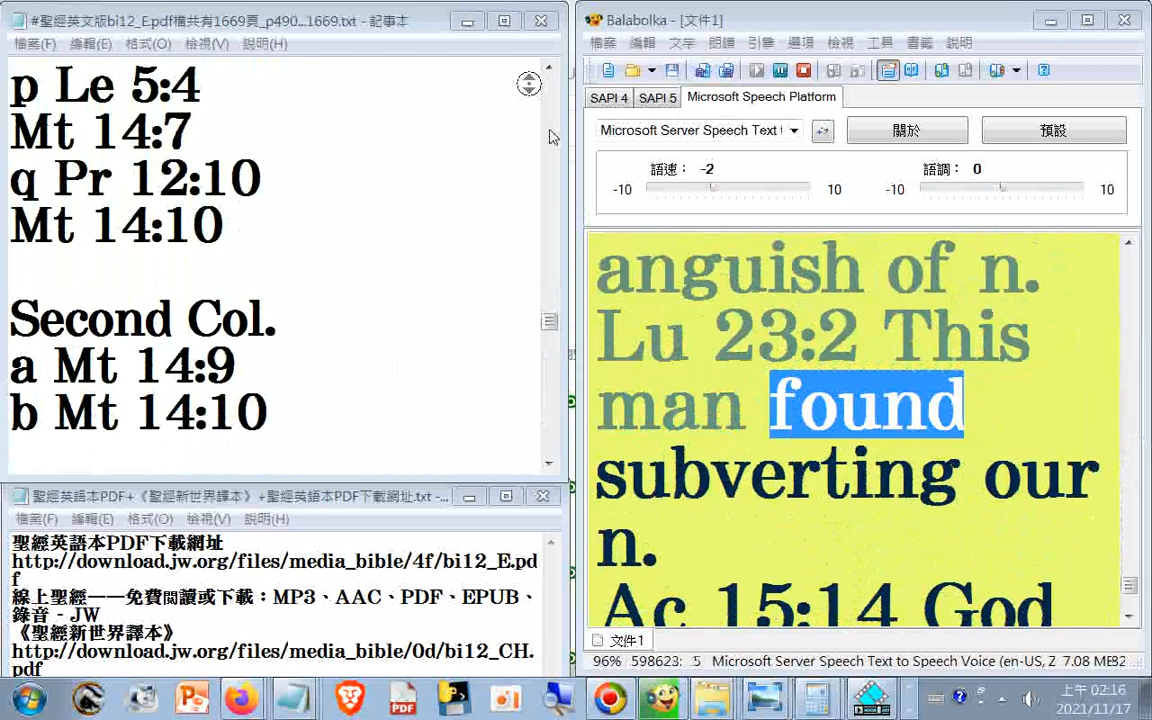 #聖經英文版bi12_E.pdf檔共有1669頁_p490...1669.txt - 記事本
檔案(F) 編輯(E) 格式(O) 檢視(V) 說明(H)
p Le 5:4
Mt 14:7
q Pr 12:10
Mt 14:10
Second Col.
a Mt 14:9
b Mt 14:10
聖經英語本PDF+《聖經新世界譯本》+聖經英語本PDF下載網址.txt -...
檔案(F) 編輯(E) 格式(O) 檢視(V) 說明(H)
聖經英語本PDF下載網址
http://download.jw.org/files/media_bible/4f/bi12_E.pd
f
線上聖經——免費閱讀或下載：MP3、AAC、PDF、EPUB、
錄音 - JW
《聖經新世界譯本》
http://download.jw.org/files/media_bible/0d/bi12_CH.
pdf
Balabolka - [文件1]
檔案 編輯 文字 朗讀 引擎 選項 檢視 工具 書籤 說明
SAPI 4 SAPI 5 Microsoft Speech Platform
Microsoft Server Speech Text 關於 預設
語速： -2 語調： 0
-10 10 -10 10
anguish of n.
Lu 23:2 This
man found
subverting our
n.
Ac 15:14 God
文件1
96% 598623: .5 Microsoft Server Speech Text to Speech Voice (en-US, Z 7.08 MB32
PDF
上午 02:16
2021/11/17